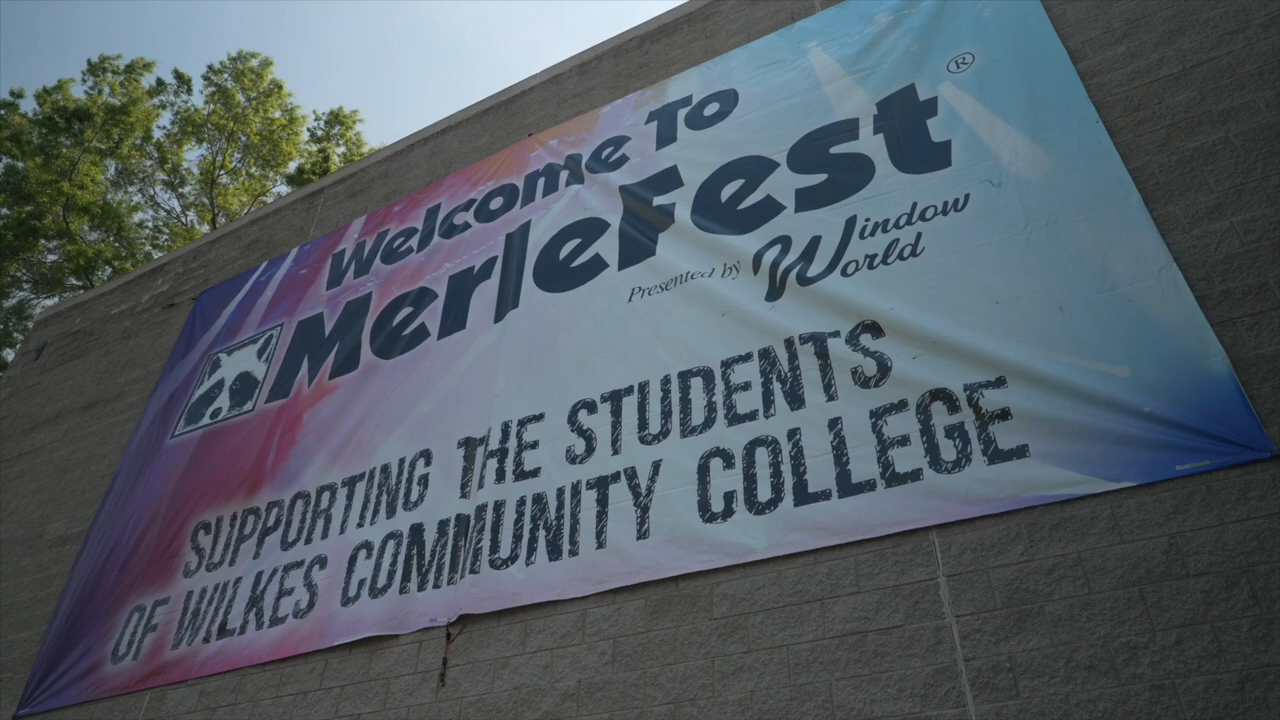 Welcome To
MerleFest®
Presented by Window World
SUPPORTING THE STUDENTS
OF WILKES COMMUNITY COLLEGE